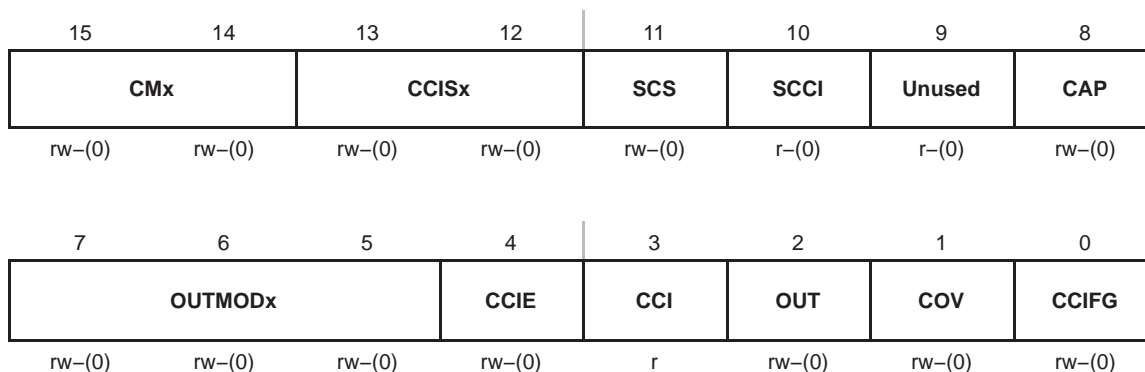 15 14 13 12 11 10 9 8
CMx CCISx SCS SCCI Unused CAP
rw−(0) rw−(0) rw−(0) rw−(0) rw−(0) r−(0) r−(0) rw−(0)
7 6 5 4 3 2 1 0
OUTMODx CCIE CCI OUT COV CCIFG
rw−(0) rw−(0) rw−(0) rw−(0) r rw−(0) rw−(0) rw−(0)